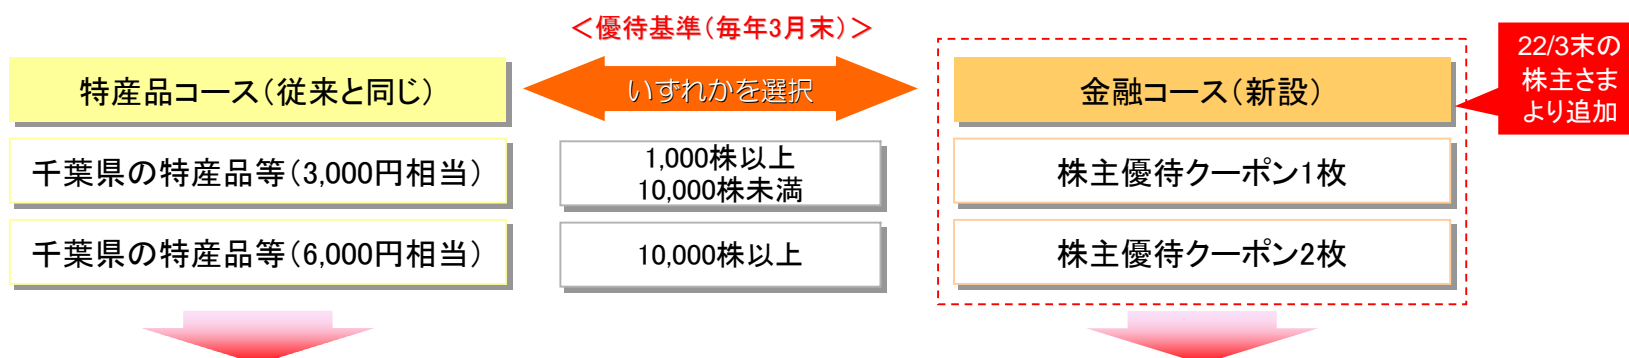 ＜優待基準（毎年3月末）＞
特産品コース（従来と同じ）
いずれかを選択
金融コース（新設）
22/3末の
株主さま
より追加
千葉県の特産品等（3,000円相当）
1,000株以上
10,000株未満
株主優待クーポン1枚
千葉県の特産品等（6,000円相当）
10,000株以上
株主優待クーポン2枚